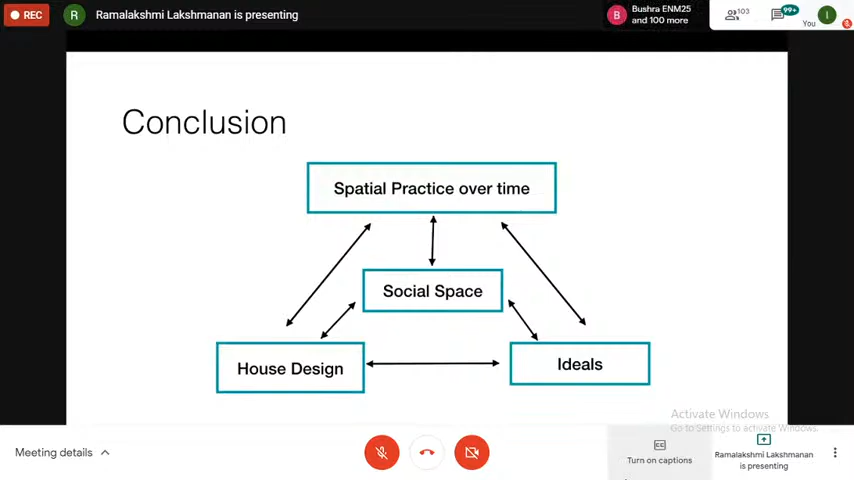 REC
R
Ramalakshmi Lakshmanan is presenting
B
Bushra ENM25
and 100 more
103
99+
You
I
Conclusion
Spatial Practice over time
Social Space
House Design
Ideals
Activate Windows
Go to Settings to activate Windows.
Meeting details
CC
Turn on captions
Ramalakshmi Lakshmanan
is presenting